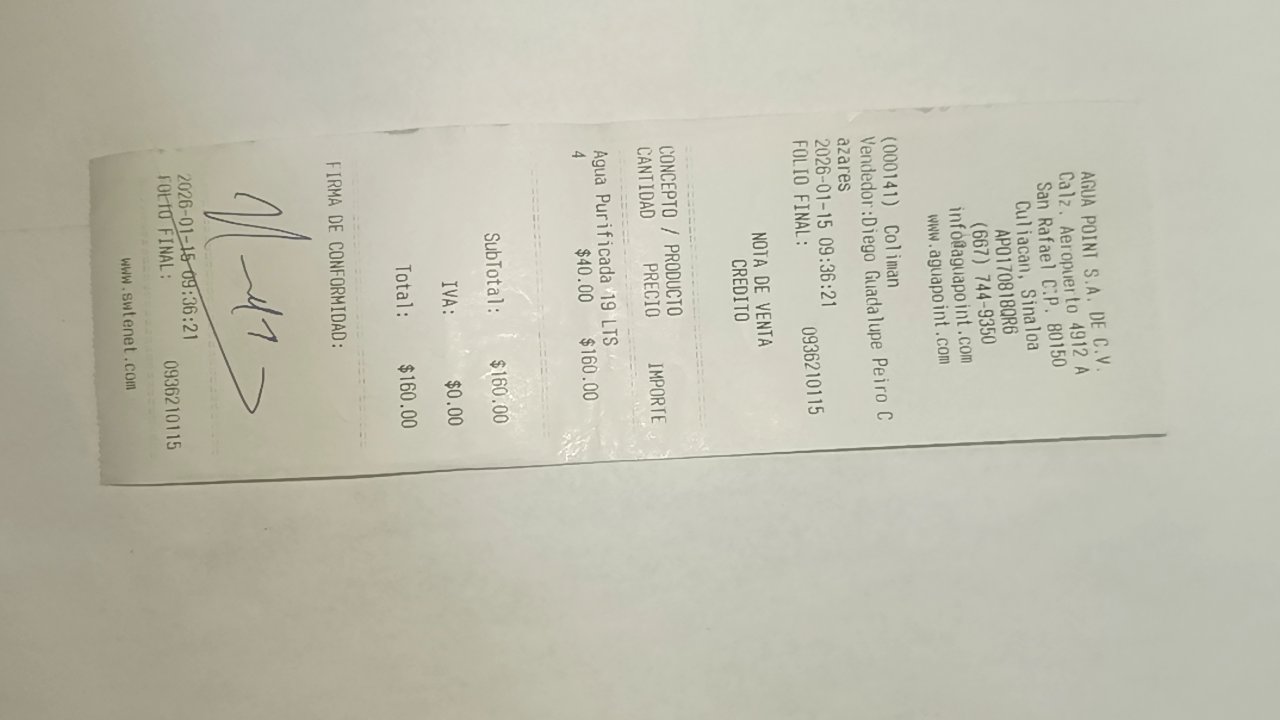 AGUA POINT S.A. DE C.V.
Calz. Aeropuerto 4912 A
San Rafael C.P. 80150
Culiacan, Sinaloa
APO170818QR6
(667) 744-9350
info@aguapoint.com
www.aguapoint.com
(000141) Coliman
Vendedor:Diego Guadalupe Peiro C
azares
2026-01-15 09:36:21
FOLIO FINAL: 0936210115
NOTA DE VENTA
CREDITO
CONCEPTO / PRODUCTO
CANTIDAD PRECIO IMPORTE
Agua Purificada 19 LTS
4 $40.00 $160.00
SubTotal: $160.00
IVA: $0.00
Total: $160.00
FIRMA DE CONFORMIDAD:
2026-01-15 09:36:21
FOLIO FINAL: 0936210115
www.swtenet.com